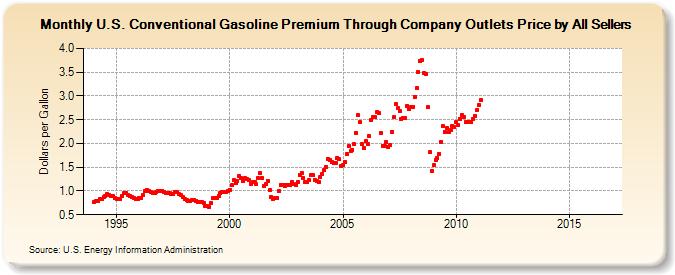 Monthly U.S. Conventional Gasoline Premium Through Company Outlets Price by All Sellers
Dollars per Gallon
4.0
3.5
3.0
2.5
2.0
1.5
1.0
0.5
1995 2000 2005 2010 2015
Source: U.S. Energy Information Administration